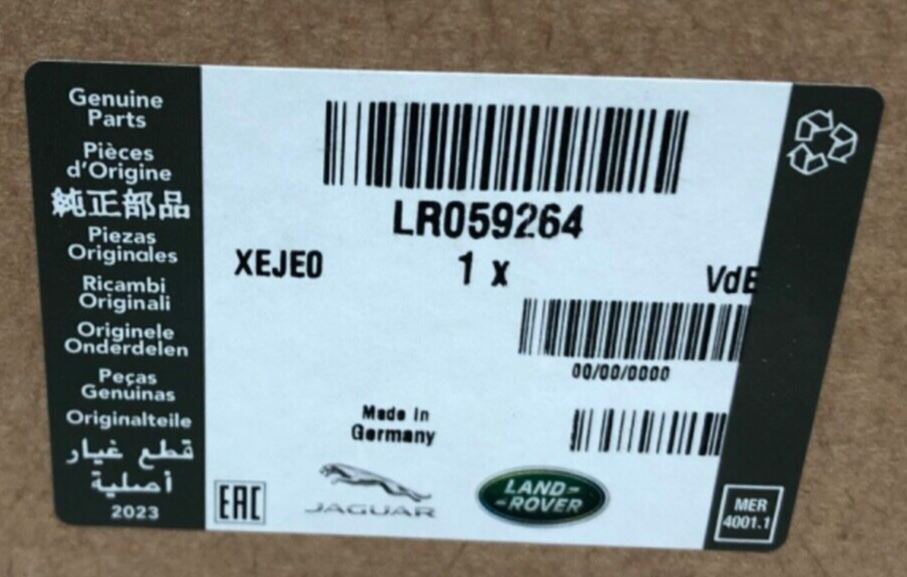 Genuine
Parts
Pièces
d'Origine
純正部品
Piezas
Originales
Ricambi
Originali
Originele
Onderdelen
Peças
Genuinas
Originalteile
قطع غيار
أصلية
2023
LR059264
XEJE0 1 x VdE
00/00/0000
Made In
Germany
EAC
JAGUAR
LAND-
-ROVER
MER
4001.1